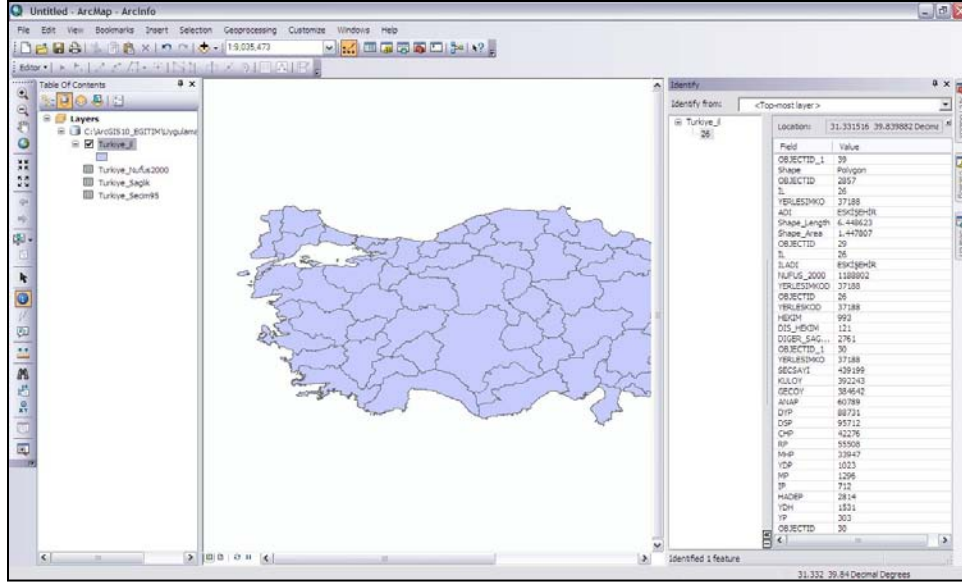 Untitled - ArcMap - ArcInfo
File Edit View Bookmarks Insert Selection Geoprocessing Customize Windows Help
1:9,035,473
Editor
Table Of Contents
Layers
C:\ArcGIS10_EGITIM\Uygulama
Turkiye_il
Turkiye_Nufus2000
Turkiye_Saglik
Turkiye_Secim95
Identify
Identify from: <Top-most layer>
Turkiye_il
26
Location: 31.331516 39.839882 Decima
Field Value
OBJECTID_1 39
Shape Polygon
OBJECTID 2857
IL 26
YERLESIMKO 37188
ADI ESKİŞEHİR
Shape_Length 6.448623
Shape_Area 1.447807
OBJECTID 29
IL 26
ILADI ESKİŞEHİR
NUFUS_2000 1188802
YERLESIMKOD 37188
OBJECTID 26
YERLESKOD 37188
HEKIM 993
DIS_HEKIM 121
DIGER_SAG... 2761
OBJECTID_1 30
YERLESIMKO 37188
SECSAYI 439199
KULOY 392243
GECOY 384642
ANAP 60789
DYP 88731
DSP 95712
CHP 42276
RP 55508
MHP 33947
YDP 1023
MP 1296
IP 712
HADEP 2814
YDH 1531
YP 303
OBJECTID 30
Identified 1 feature
31.332 39.84 Decimal Degrees